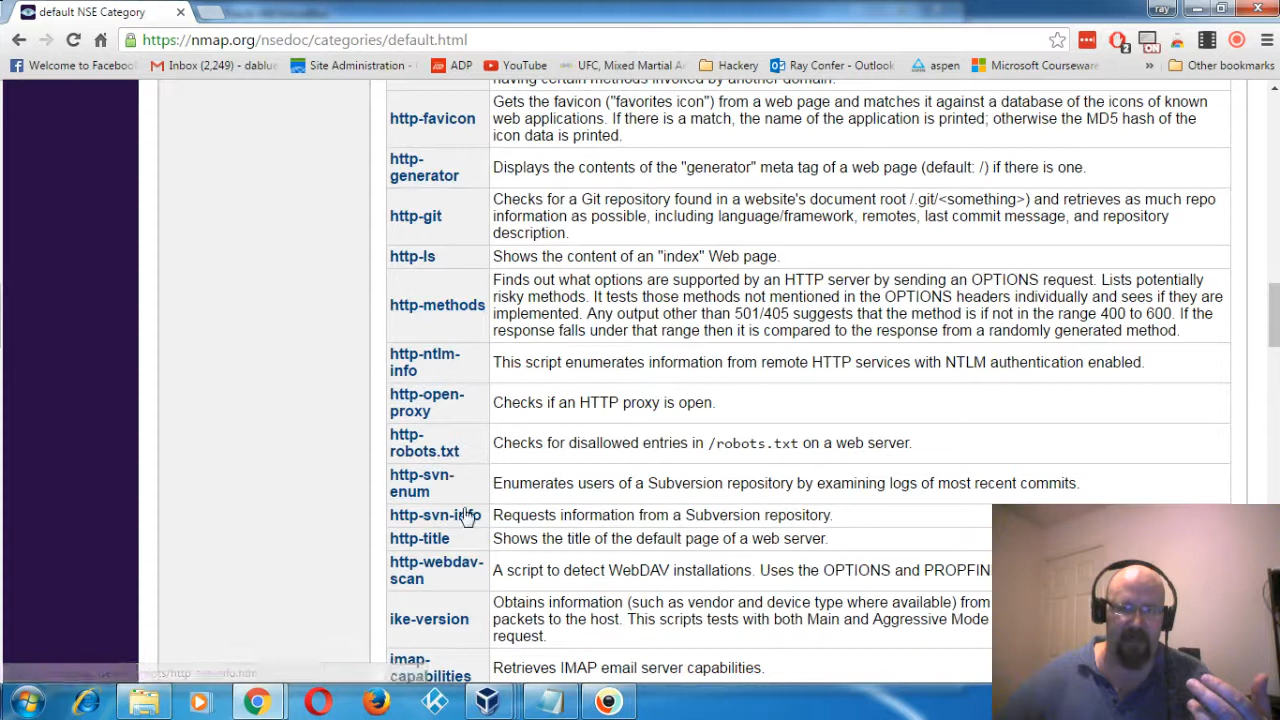 default NSE Category
ray
https://nmap.org/nsedoc/categories/default.html
2
ON
Welcome to Faceboo
Inbox (2,249) - dablue
Site Administration -
ADP
YouTube
UFC, Mixed Martial A
Hackery
Ray Confer - Outlook
aspen
Microsoft Courseware
»
Other bookmarks
having certain methods invoked by another domain.
http-favicon
Gets the favicon ("favorites icon") from a web page and matches it against a database of the icons of known
web applications. If there is a match, the name of the application is printed; otherwise the MD5 hash of the
icon data is printed.
http-
generator
Displays the contents of the "generator" meta tag of a web page (default: /) if there is one.
http-git
Checks for a Git repository found in a website's document root /.git/<something>) and retrieves as much repo
information as possible, including language/framework, remotes, last commit message, and repository
description.
http-ls
Shows the content of an "index" Web page.
http-methods
Finds out what options are supported by an HTTP server by sending an OPTIONS request. Lists potentially
risky methods. It tests those methods not mentioned in the OPTIONS headers individually and sees if they are
implemented. Any output other than 501/405 suggests that the method is if not in the range 400 to 600. If the
response falls under that range then it is compared to the response from a randomly generated method.
http-ntlm-
info
This script enumerates information from remote HTTP services with NTLM authentication enabled.
http-open-
proxy
Checks if an HTTP proxy is open.
http-
robots.txt
Checks for disallowed entries in /robots.txt on a web server.
http-svn-
enum
Enumerates users of a Subversion repository by examining logs of most recent commits.
http-svn-info
Requests information from a Subversion repository.
http-title
Shows the title of the default page of a web server.
http-webdav-
scan
A script to detect WebDAV installations. Uses the OPTIONS and PROPFIN
ike-version
Obtains information (such as vendor and device type where available) from
packets to the host. This scripts tests with both Main and Aggressive Mode
request.
imap-
capabilities
Retrieves IMAP email server capabilities.